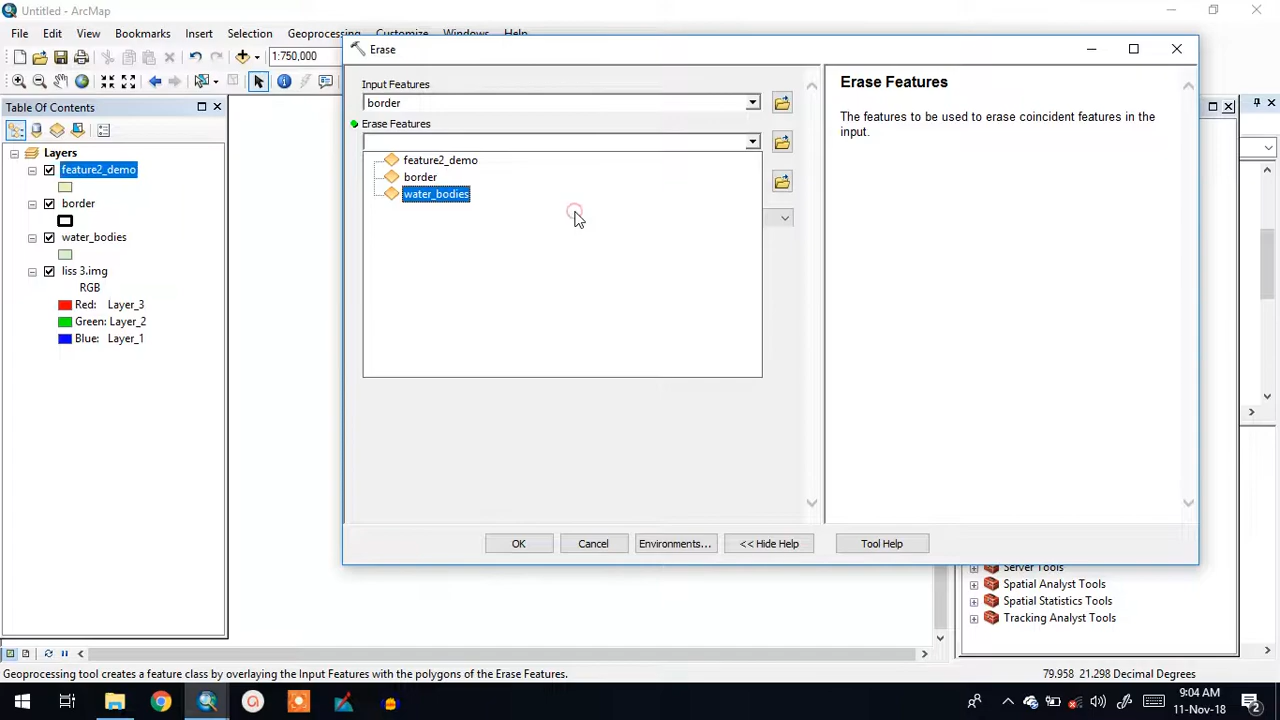 Untitled - ArcMap
File Edit View Bookmarks Insert Selection Geoprocessing Customize Windows Help
1:750,000
Erase
Input Features
border
Erase Features
feature2_demo
border
water_bodies
Erase Features
The features to be used to erase coincident features in the
input.
Table Of Contents
Layers
feature2_demo
border
water_bodies
liss 3.img
RGB
Red: Layer_3
Green: Layer_2
Blue: Layer_1
OK
Cancel
Environments...
<< Hide Help
Tool Help
Server Tools
Spatial Analyst Tools
Spatial Statistics Tools
Tracking Analyst Tools
Geoprocessing tool creates a feature class by overlaying the Input Features with the polygons of the Erase Features.
79.958 21.298 Decimal Degrees
9:04 AM
11-Nov-18
2